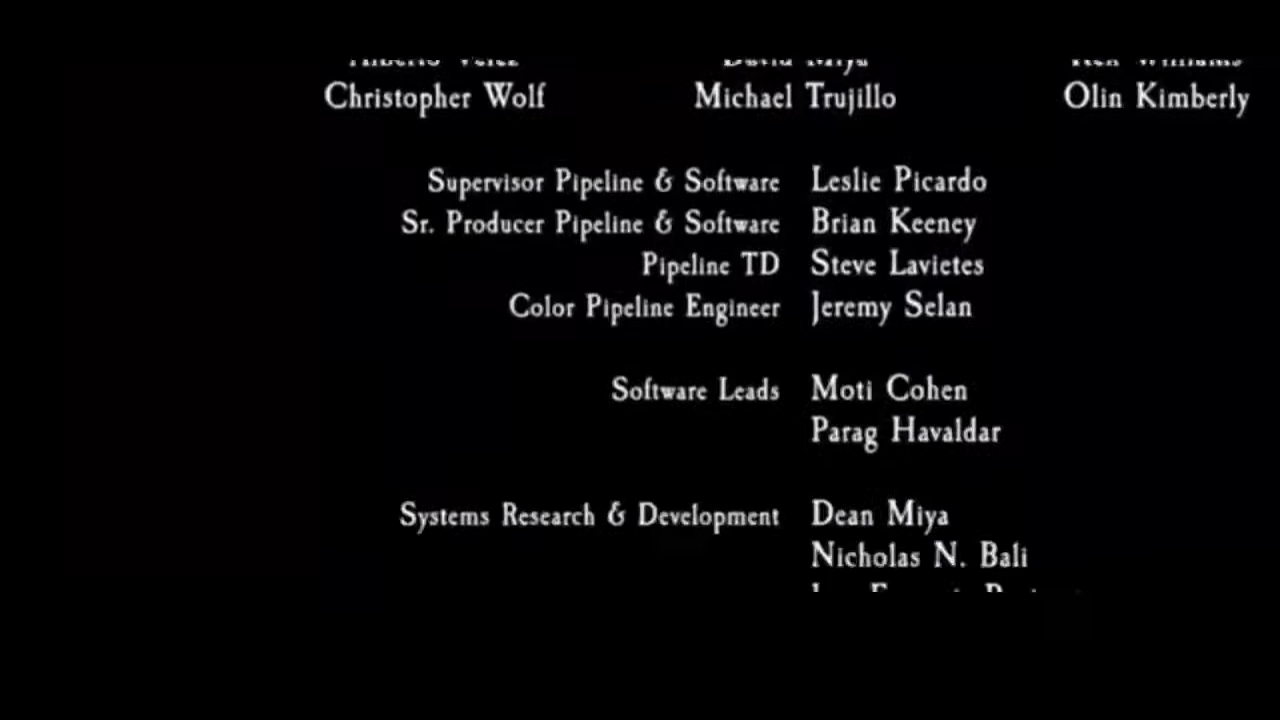 Christopher Wolf Michael Trujillo Olin Kimberly
Supervisor Pipeline & Software Leslie Picardo
Sr. Producer Pipeline & Software Brian Keeney
Pipeline TD Steve Lavietes
Color Pipeline Engineer Jeremy Selan
Software Leads Moti Cohen
Parag Havaldar
Systems Research & Development Dean Miya
Nicholas N. Bali